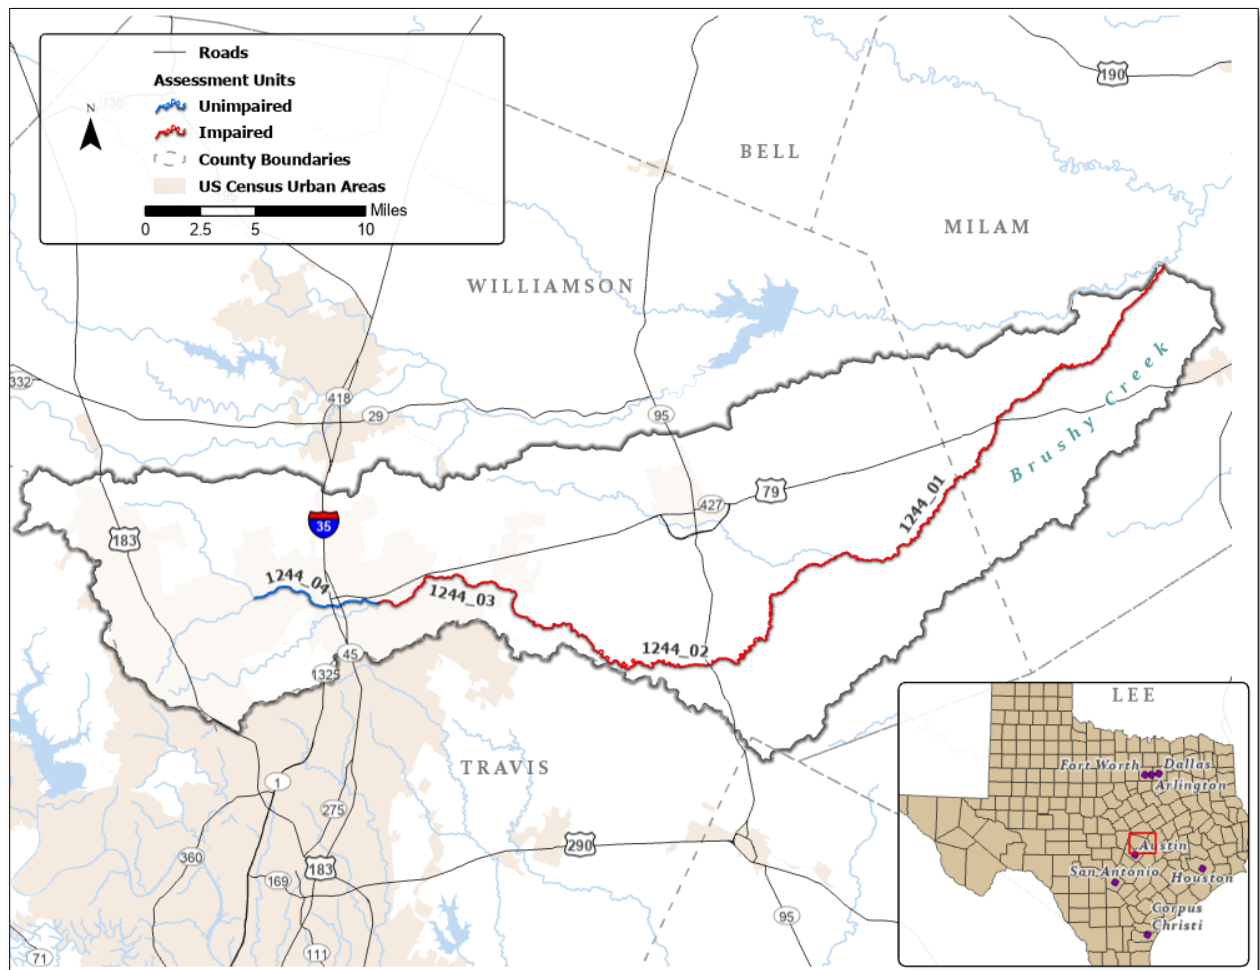 Roads
Assessment Units
Unimpaired
Impaired
County Boundaries
US Census Urban Areas
Miles
0 2.5 5 10
N
138
190
BELL
MILAM
WILLIAMSON
332
418
29
95
Brushy Creek
183
35
427
79
1244_01
1244_04
1244_03
1244_02
45
1325
LEE
TRAVIS
1
275
290
360
183
169
95
111
71
Fort Worth
Dallas
Arlington
Austin
San Antonio
Houston
Corpus
Christi